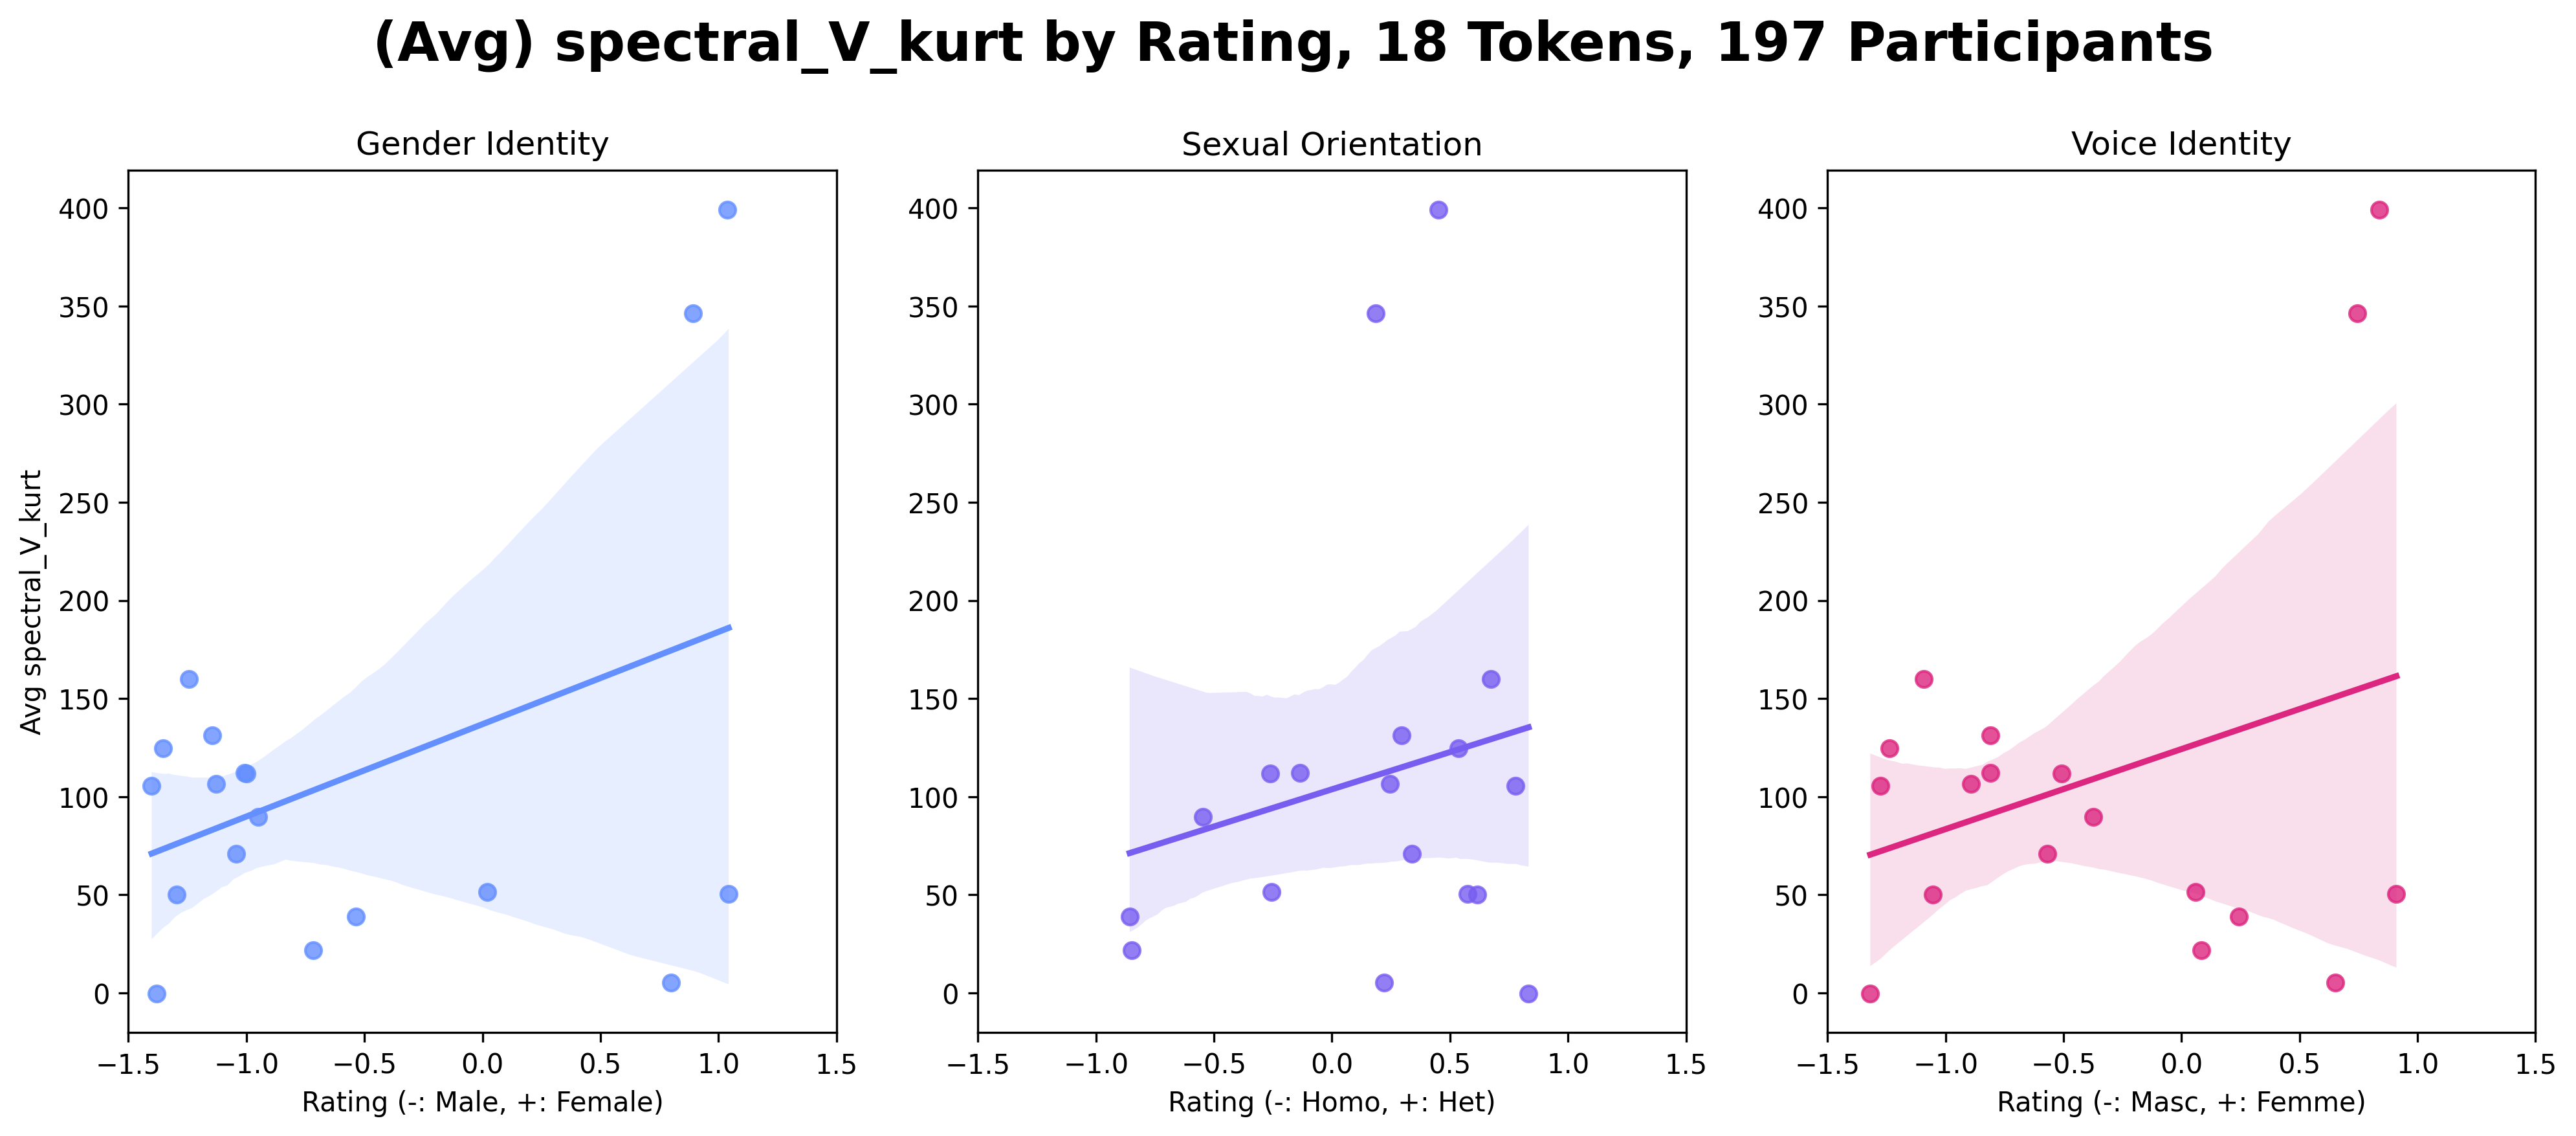 (Avg) spectral_V_kurt by Rating, 18 Tokens, 197 Participants
Gender Identity
Avg spectral_V_kurt
400
350
300
250
200
150
100
50
0
−1.5 −1.0 −0.5 0.0 0.5 1.0 1.5
Rating (-: Male, +: Female)
Sexual Orientation
400
350
300
250
200
150
100
50
0
−1.5 −1.0 −0.5 0.0 0.5 1.0 1.5
Rating (-: Homo, +: Het)
Voice Identity
400
350
300
250
200
150
100
50
0
−1.5 −1.0 −0.5 0.0 0.5 1.0 1.5
Rating (-: Masc, +: Femme)